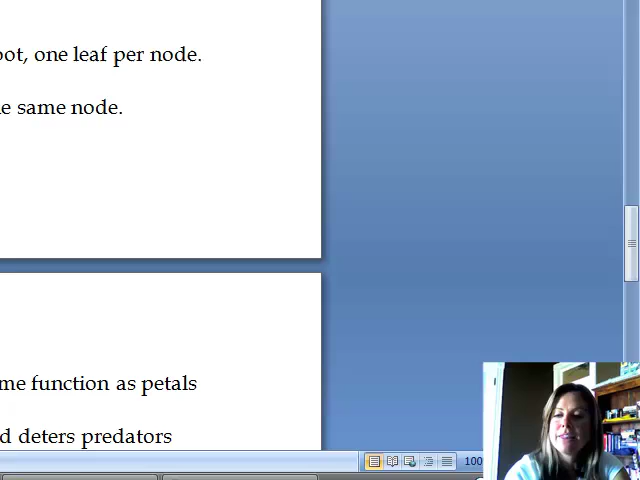 oot, one leaf per node.
e same node.
me function as petals
d deters predators
100